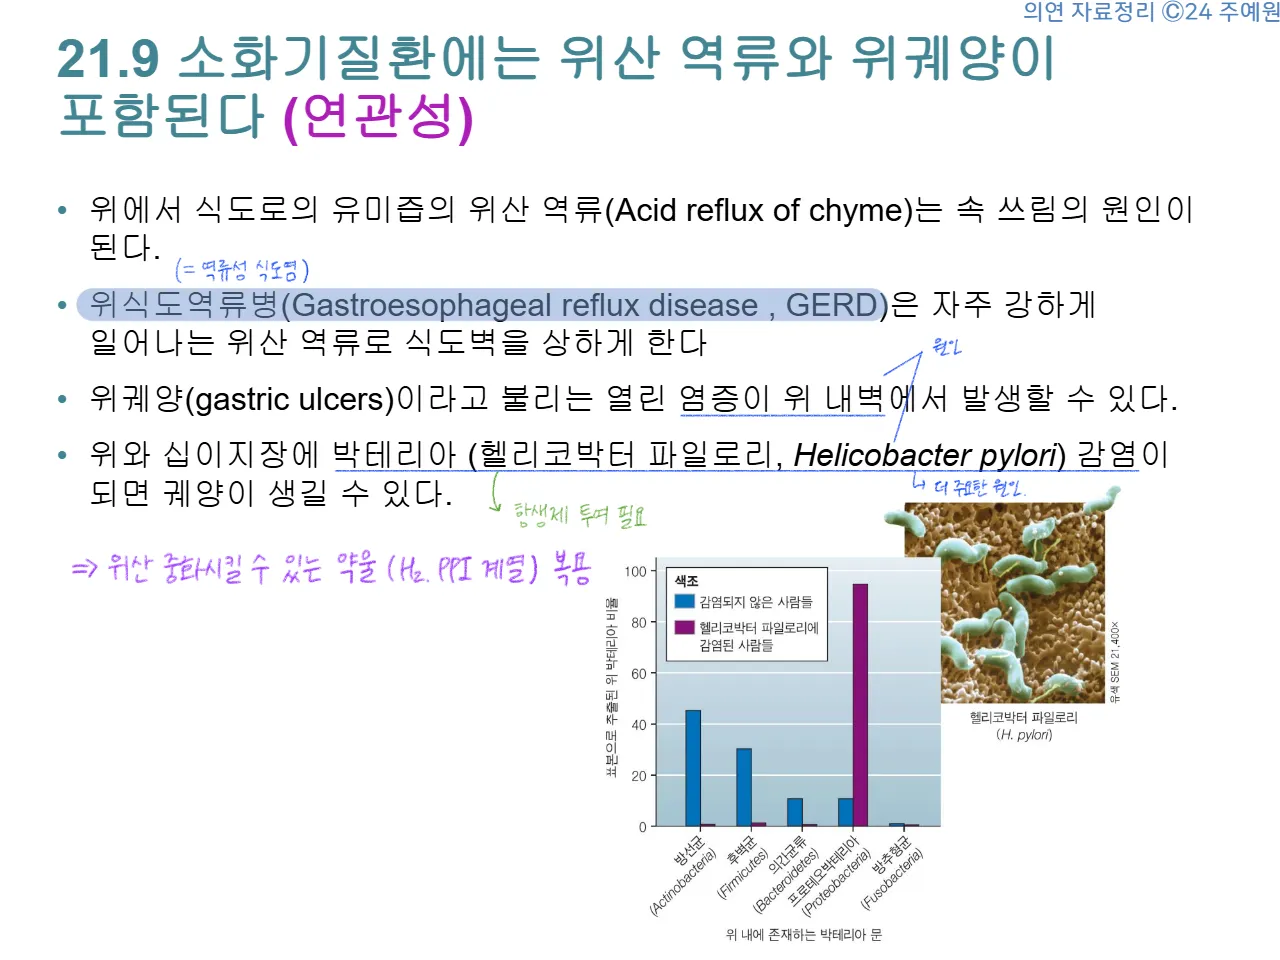 의연 자료정리 Ⓒ24 주예원
21.9 소화기질환에는 위산 역류와 위궤양이
포함된다 (연관성)
• 위에서 식도로의 유미즙의 위산 역류(Acid reflux of chyme)는 속 쓰림의 원인이
된다.
(= 역류성 식도염)
• 위식도역류병(Gastroesophageal reflux disease , GERD)은 자주 강하게
일어나는 위산 역류로 식도벽을 상하게 한다
원인
• 위궤양(gastric ulcers)이라고 불리는 열린 염증이 위 내벽에서 발생할 수 있다.
• 위와 십이지장에 박테리아 (헬리코박터 파일로리, Helicobacter pylori) 감염이
되면 궤양이 생길 수 있다.
더 주요한 원인.
항생제 투여 필요
⇒ 위산 중화시킬 수 있는 약물 (H₂. PPI 계열) 복용
표본으로 추출된 위 박테리아 비율
100
80
60
40
20
0
색조
감염되지 않은 사람들
헬리코박터 파일로리에
감염된 사람들
방선균
(Actinobacteria)
후벽균
(Firmicutes)
의간균류
(Bacteroidetes)
프로테오박테리아
(Proteobacteria)
방추형균
(Fusobacteria)
위 내에 존재하는 박테리아 문
유색 SEM 21,400×
헬리코박터 파일로리
(H. pylori)